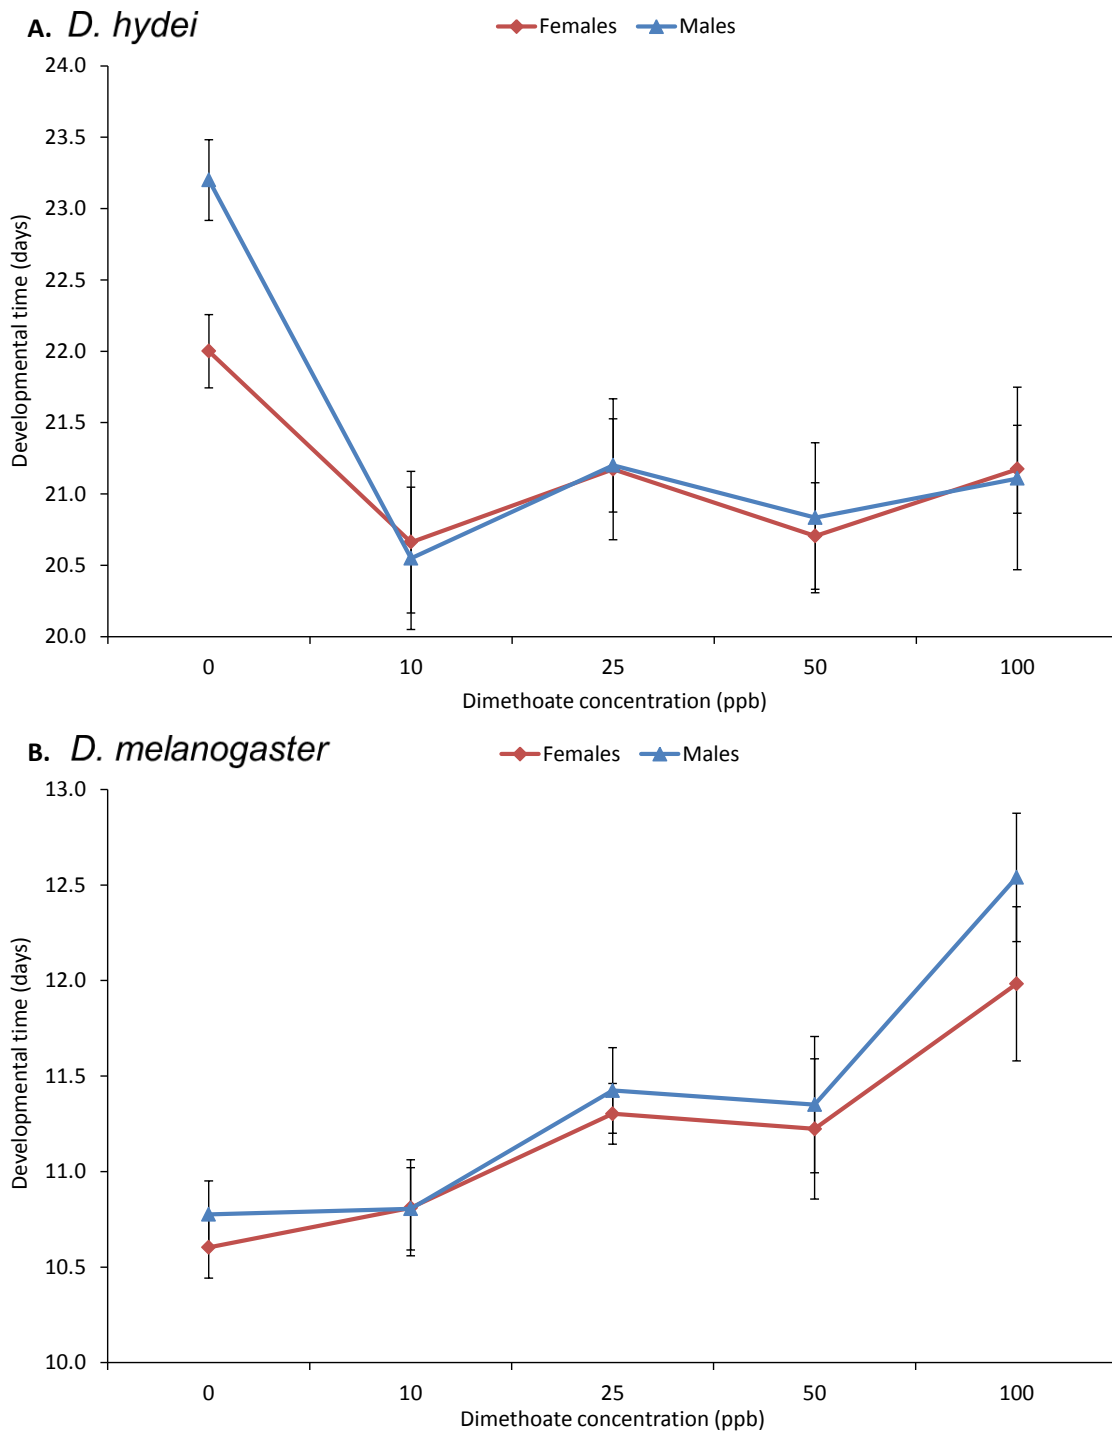 A. D. hydei
Females Males
24.0
23.5
23.0
22.5
22.0
21.5
21.0
20.5
20.0
Developmental time (days)
0 10 25 50 100
Dimethoate concentration (ppb)
B. D. melanogaster
Females Males
13.0
12.5
12.0
11.5
11.0
10.5
10.0
Developmental time (days)
0 10 25 50 100
Dimethoate concentration (ppb)